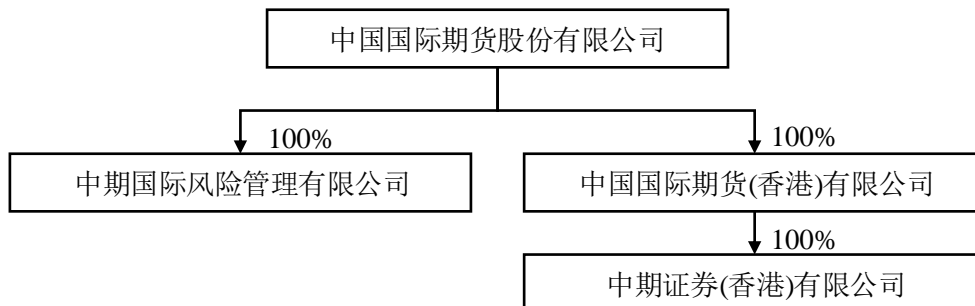 中国国际期货股份有限公司
100%
100%
中期国际风险管理有限公司
中国国际期货(香港)有限公司
100%
中期证券(香港)有限公司